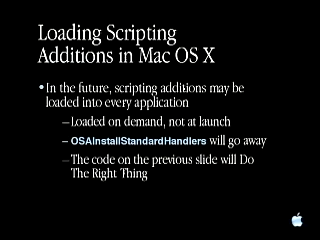 Loading Scripting
Additions in Mac OS X
• In the future, scripting additions may be
loaded into every application
– Loaded on demand, not at launch
– OSAInstallStandardHandlers will go away
– The code on the previous slide will Do
The Right Thing